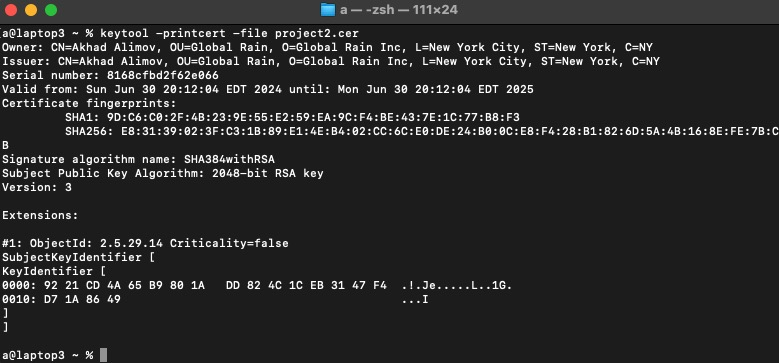 a — -zsh — 111×24
a@laptop3 ~ % keytool -printcert -file project2.cer
Owner: CN=Akhad Alimov, OU=Global Rain, O=Global Rain Inc, L=New York City, ST=New York, C=NY
Issuer: CN=Akhad Alimov, OU=Global Rain, O=Global Rain Inc, L=New York City, ST=New York, C=NY
Serial number: 8168cfbd2f62e066
Valid from: Sun Jun 30 20:12:04 EDT 2024 until: Mon Jun 30 20:12:04 EDT 2025
Certificate fingerprints:
SHA1: 9D:C6:C0:2F:4B:23:9E:55:E2:59:EA:9C:F4:BE:43:7E:1C:77:B8:F3
SHA256: E8:31:39:02:3F:C3:1B:89:E1:4E:B4:02:CC:6C:E0:DE:24:B0:0C:E8:F4:28:B1:82:6D:5A:4B:16:8E:FE:7B:C
B
Signature algorithm name: SHA384withRSA
Subject Public Key Algorithm: 2048-bit RSA key
Version: 3
Extensions:
#1: ObjectId: 2.5.29.14 Criticality=false
SubjectKeyIdentifier [
KeyIdentifier [
0000: 92 21 CD 4A 65 B9 80 1A   DD 82 4C 1C EB 31 47 F4  .!.Je.....L..1G.
0010: D7 1A 86 49                                        ...I
]
]
a@laptop3 ~ %